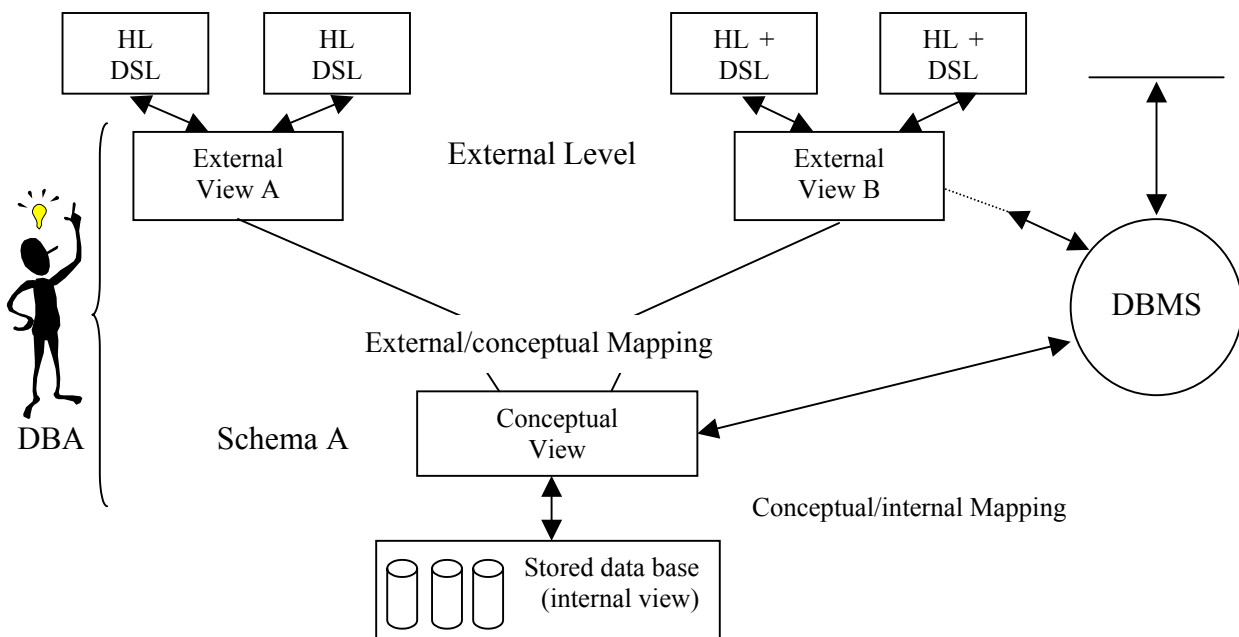 HL
DSL
HL
DSL
HL +
DSL
HL +
DSL
External
View A
External Level
External
View B
DBMS
External/conceptual Mapping
DBA
Schema A
Conceptual
View
Conceptual/internal Mapping
Stored data base
(internal view)